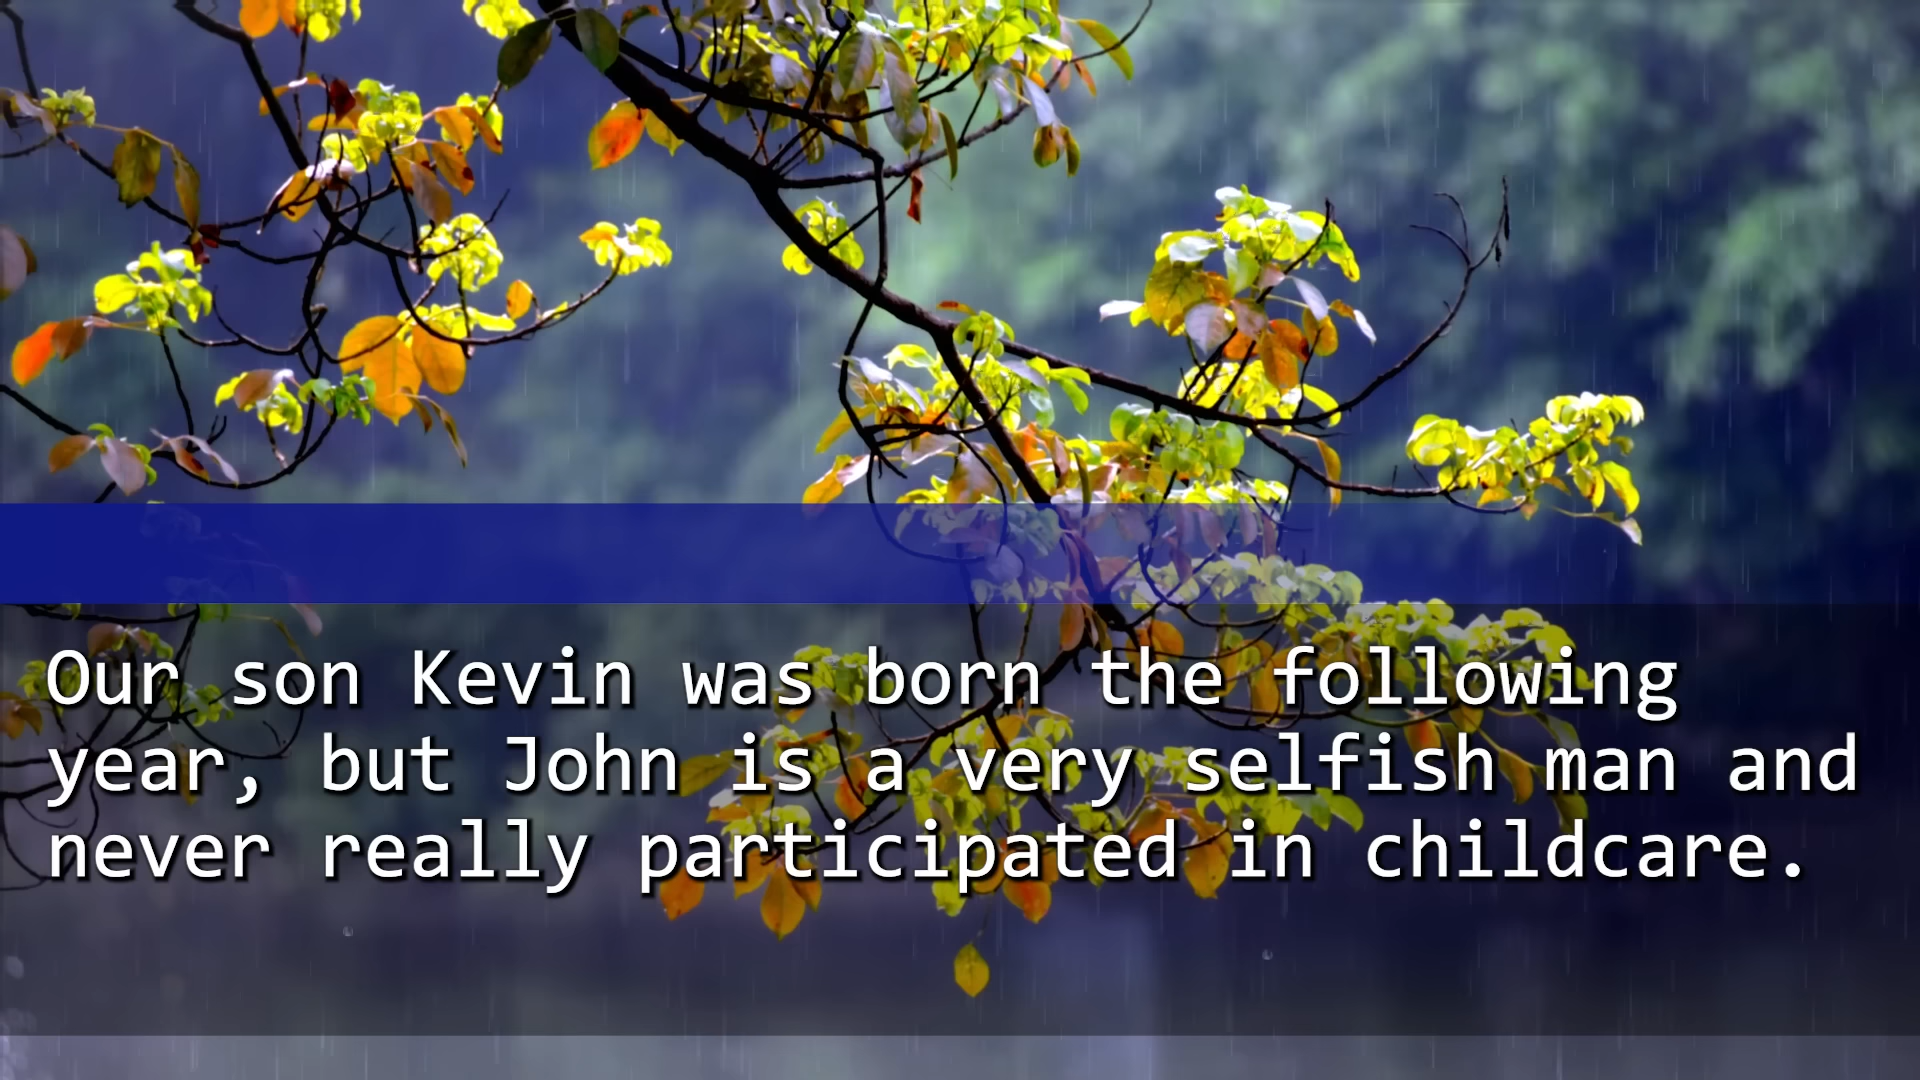 Our son Kevin was born the following
year, but John is a very selfish man and
never really participated in childcare.